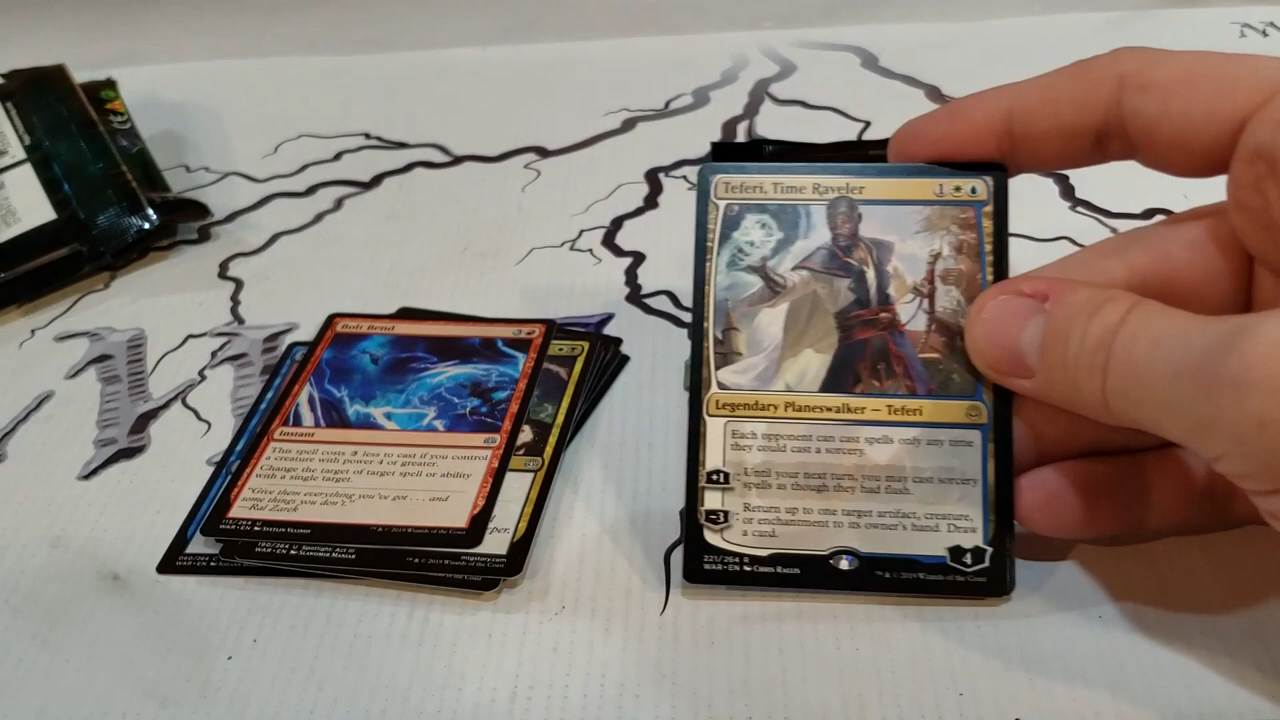 Bolt Bend
Instant
This spell costs 3 less to cast if you control
a creature with power 4 or greater.
Change the target of target spell or ability
with a single target.
"Give them everything you've got . . . and
some things you don't."
—Ral Zarek
115/264 U
WAR • EN Svetlin Velinov
™ & © 2019 Wizards of the Coast
190/264 U Spotlight: Act III
WAR • EN Slawomir Maniak
mtgstory.com
™ & © 2019 Wizards of the Coast
WAR • EN
Teferi, Time Raveler
1
Legendary Planeswalker — Teferi
Each opponent can cast spells only any time
they could cast a sorcery.
+1: Until your next turn, you may cast sorcery
spells as though they had flash.
−3: Return up to one target artifact, creature,
or enchantment to its owner's hand. Draw
a card.
4
221/264 R
WAR • EN Chris Rallis
™ & © 2019 Wizards of the Coast